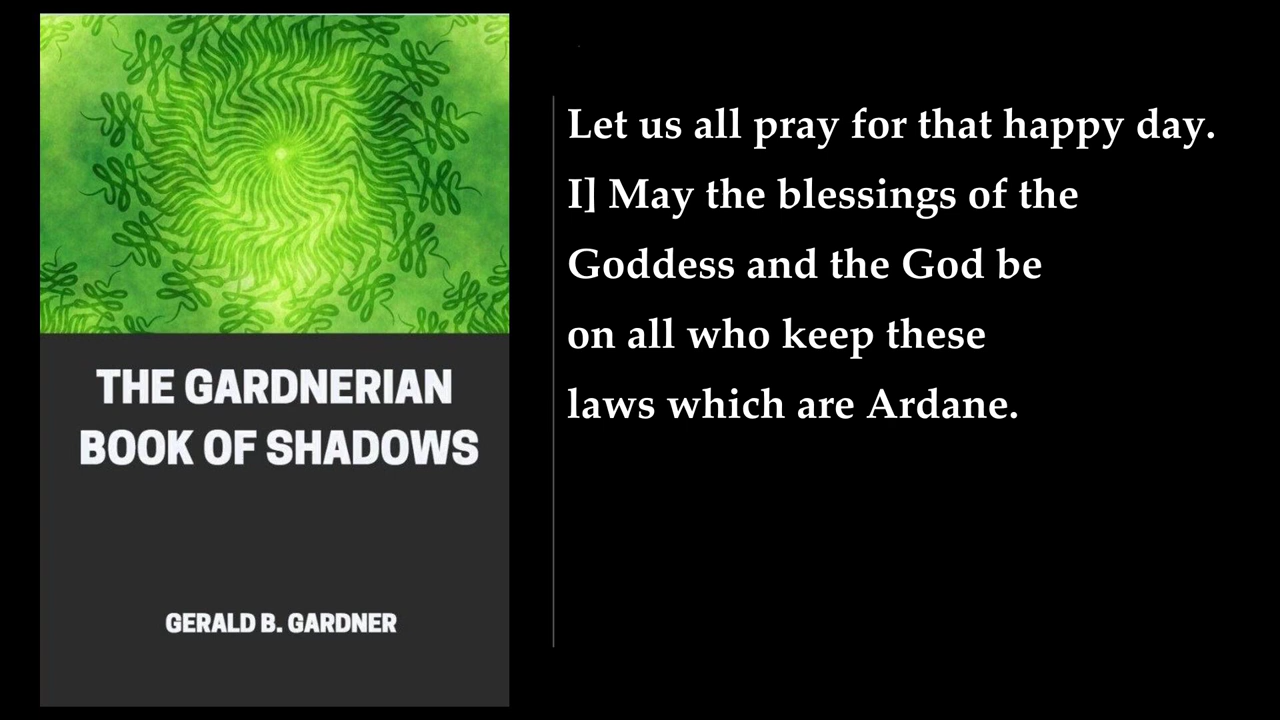 THE GARDNERIAN
BOOK OF SHADOWS
GERALD B. GARDNER
Let us all pray for that happy day.
I] May the blessings of the
Goddess and the God be
on all who keep these
laws which are Ardane.